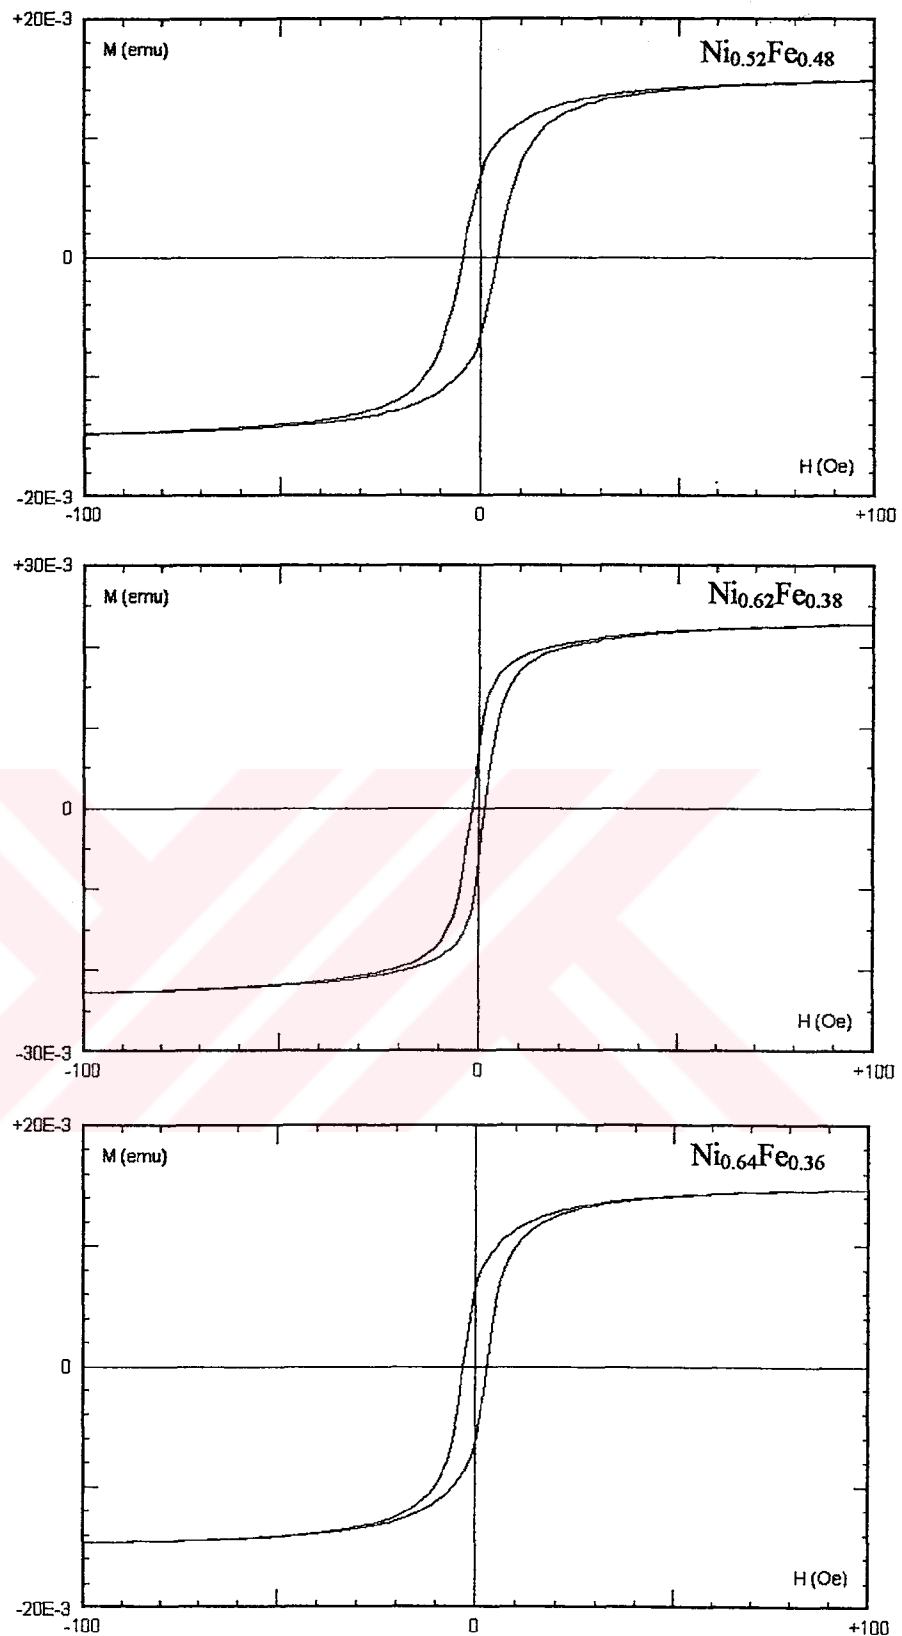 +20E-3
M (emu)
Ni0.52Fe0.48
0
H (Oe)
-20E-3
-100
0
+100
+30E-3
M (emu)
Ni0.62Fe0.38
0
H (Oe)
-30E-3
-100
0
+100
+20E-3
M (emu)
Ni0.64Fe0.36
0
H (Oe)
-20E-3
-100
0
+100